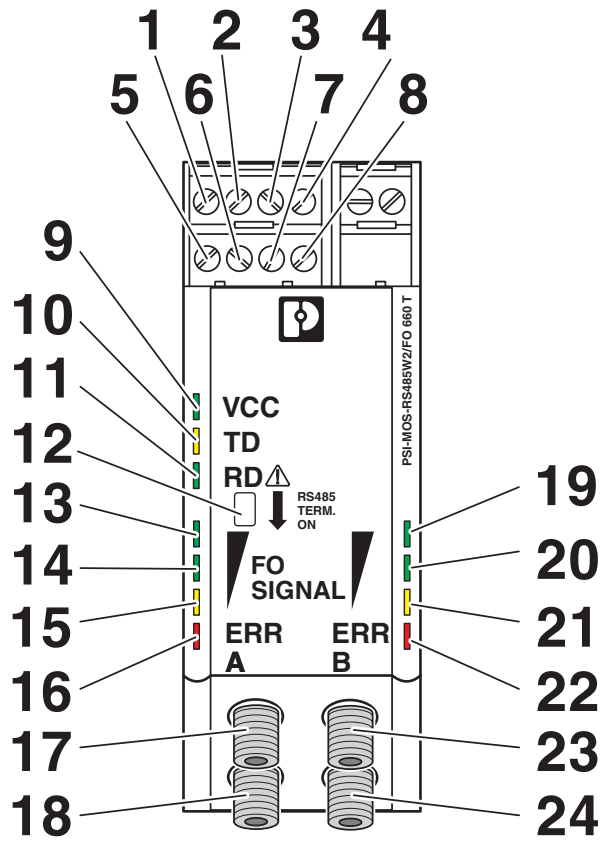 1 2 3 4
5 6 7 8
9
10
11
12
13
14
15
16
17
18
19
20
21
22
23
24
PSI-MOS-RS485W2/FO 660 T
VCC
TD
RD
RS485
TERM.
ON
FO
SIGNAL
ERR ERR
A B